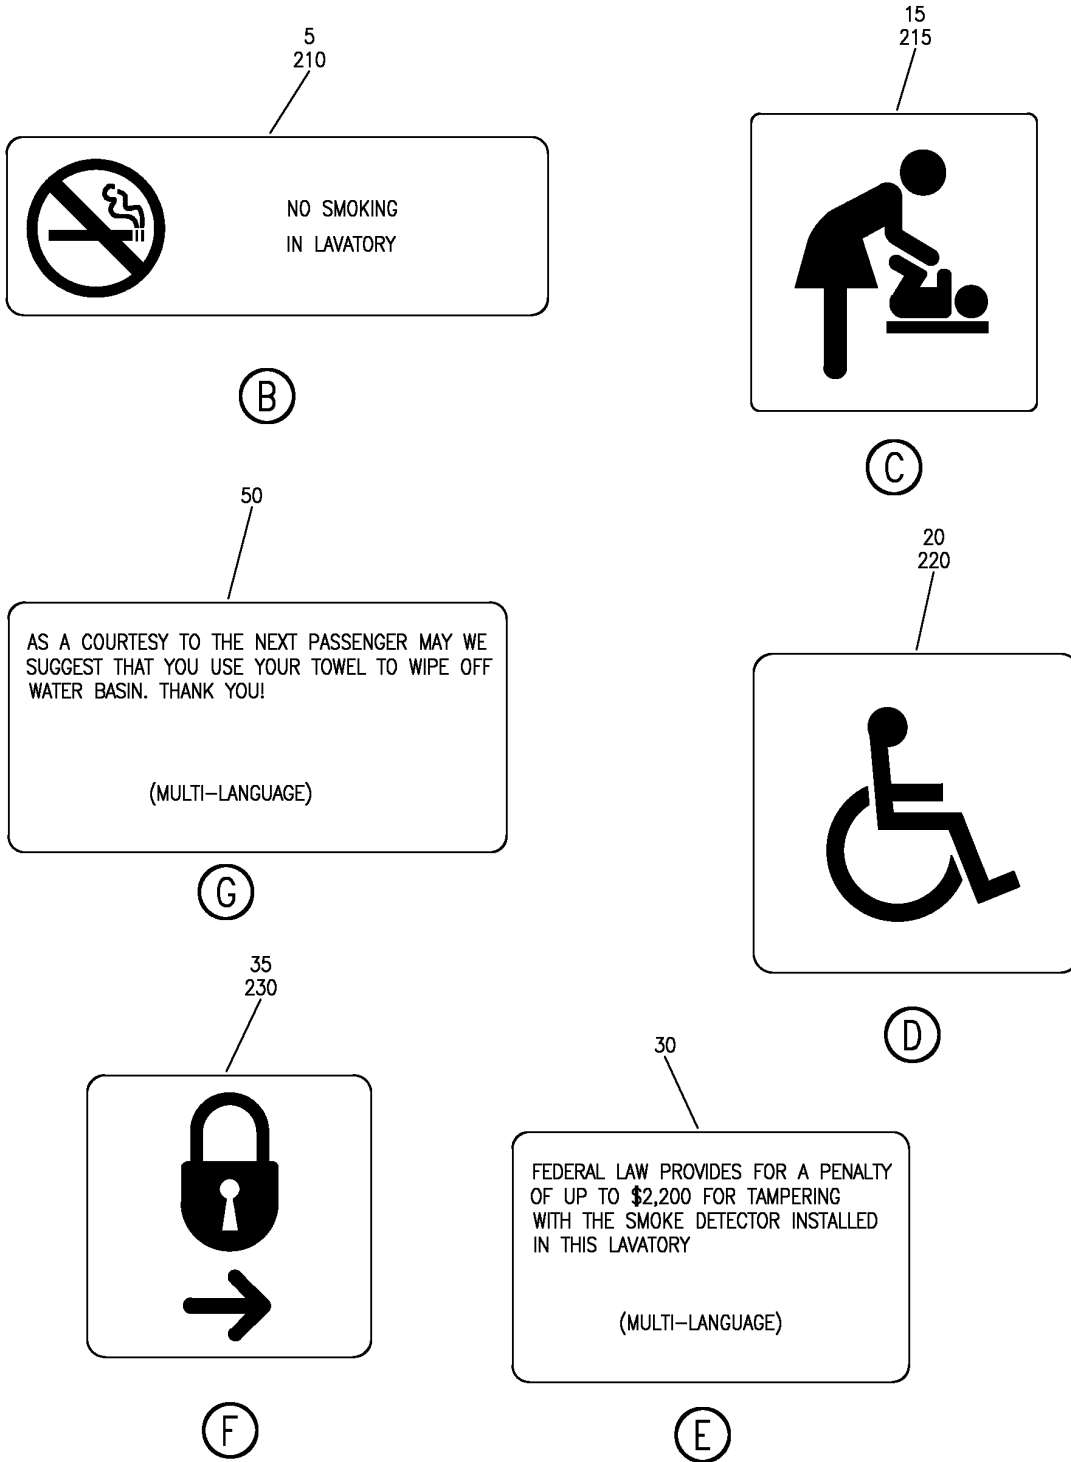 5
210
NO SMOKING
IN LAVATORY
B
15
215
C
50
AS A COURTESY TO THE NEXT PASSENGER MAY WE
SUGGEST THAT YOU USE YOUR TOWEL TO WIPE OFF
WATER BASIN. THANK YOU!
(MULTI-LANGUAGE)
G
20
220
D
35
230
F
30
FEDERAL LAW PROVIDES FOR A PENALTY
OF UP TO $2,200 FOR TAMPERING
WITH THE SMOKE DETECTOR INSTALLED
IN THIS LAVATORY
(MULTI-LANGUAGE)
E